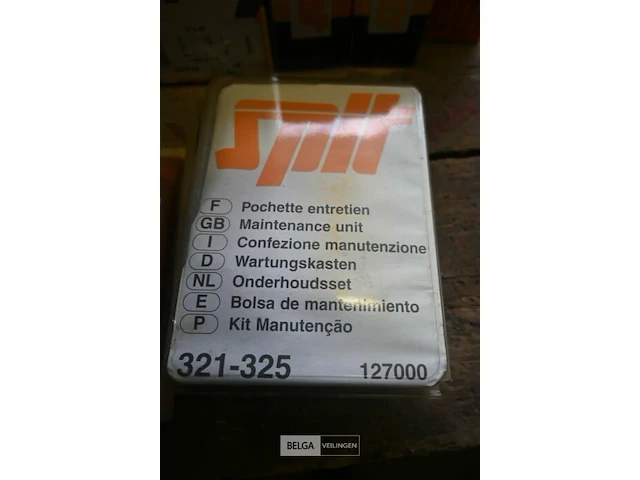 SPIT
F Pochette entretien
GB Maintenance unit
I Confezione manutenzione
D Wartungskasten
NL Onderhoudsset
E Bolsa de mantenimiento
P Kit Manutenção
321-325 127000
BELGA VEILINGEN